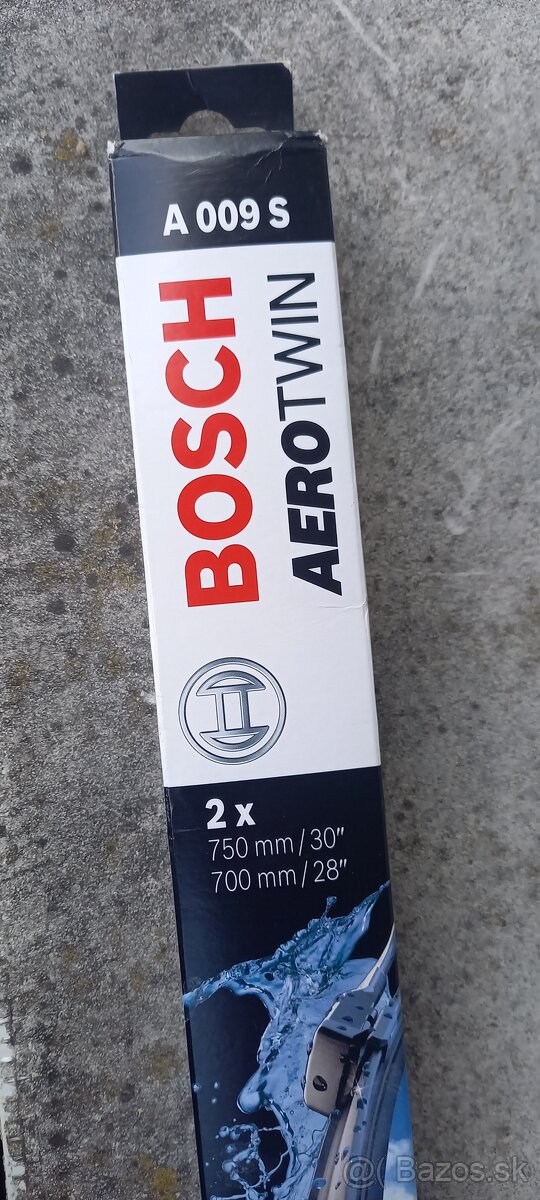 A 009 S
BOSCH
AEROTWIN
2 x
750 mm / 30"
700 mm / 28"
@ Bazos.sk